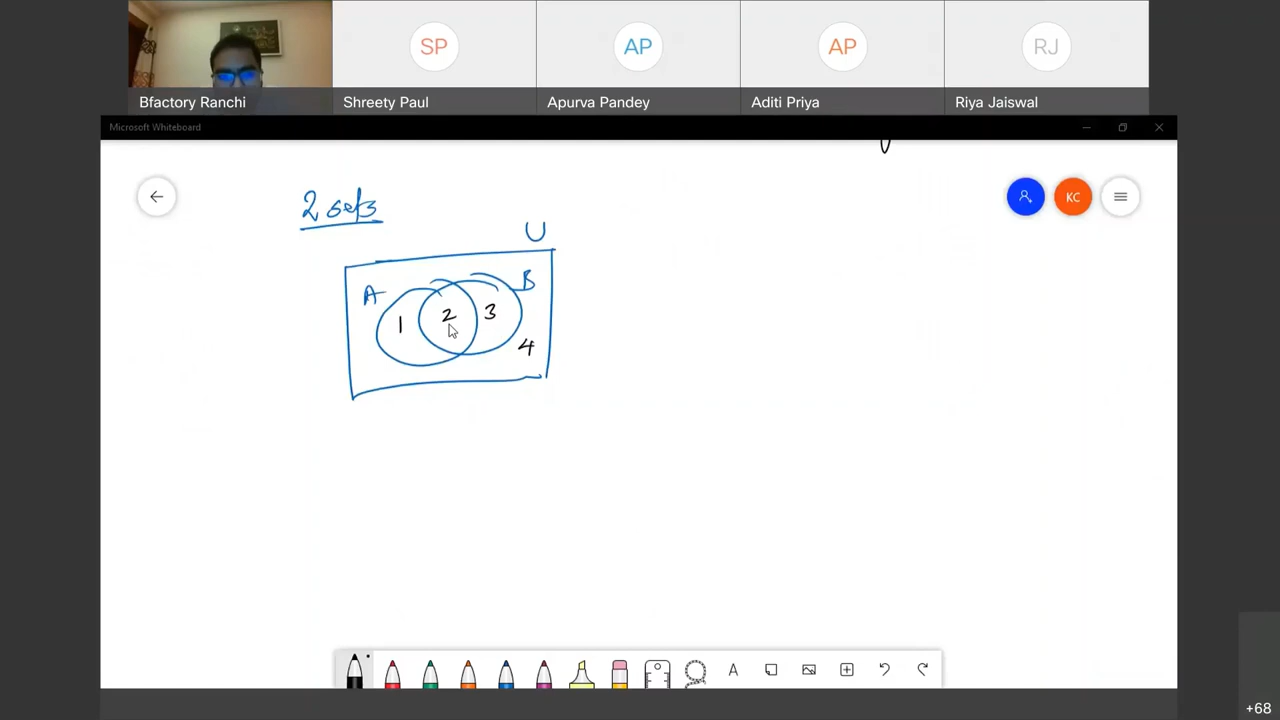 SP
AP
AP
RJ
Bfactory Ranchi
Shreety Paul
Apurva Pandey
Aditi Priya
Riya Jaiswal
Microsoft Whiteboard
2 sets
KC
U
A
B
1
2
3
4
A
+68